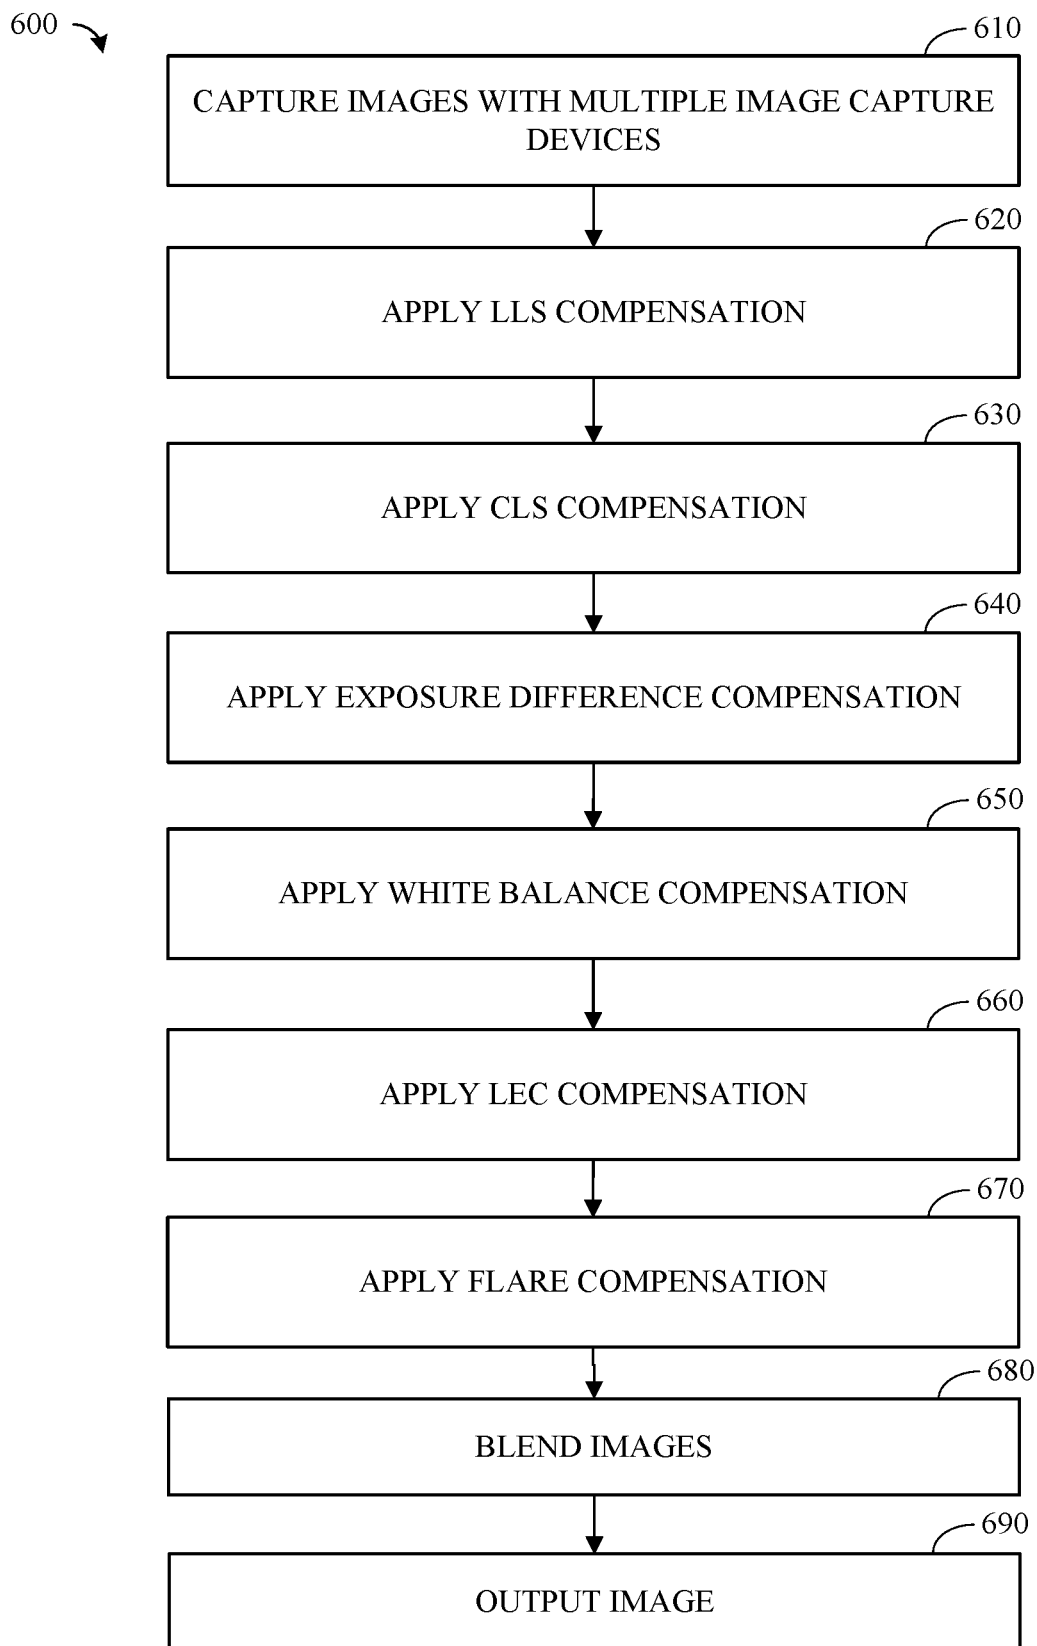 600
610
CAPTURE IMAGES WITH MULTIPLE IMAGE CAPTURE
DEVICES
620
APPLY LLS COMPENSATION
630
APPLY CLS COMPENSATION
640
APPLY EXPOSURE DIFFERENCE COMPENSATION
650
APPLY WHITE BALANCE COMPENSATION
660
APPLY LEC COMPENSATION
670
APPLY FLARE COMPENSATION
680
BLEND IMAGES
690
OUTPUT IMAGE